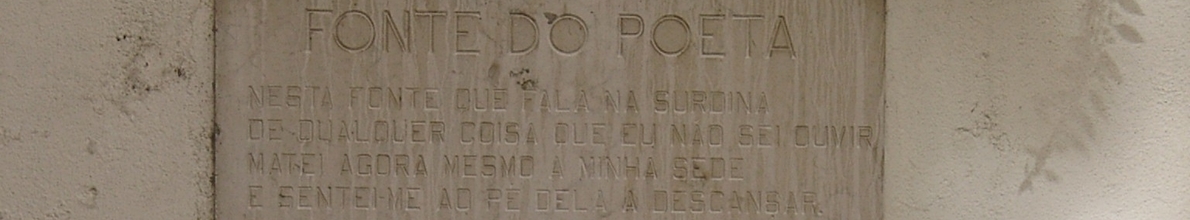 FONTE DO POETA
NESTA FONTE QUE FALA NA SURDINA
DE QUALQUER COISA QUE EU NÃO SEI OUVIR,
MATEI AGORA MESMO A MINHA SEDE
E SENTEI-ME AO PÉ DELA A DESCANSAR.